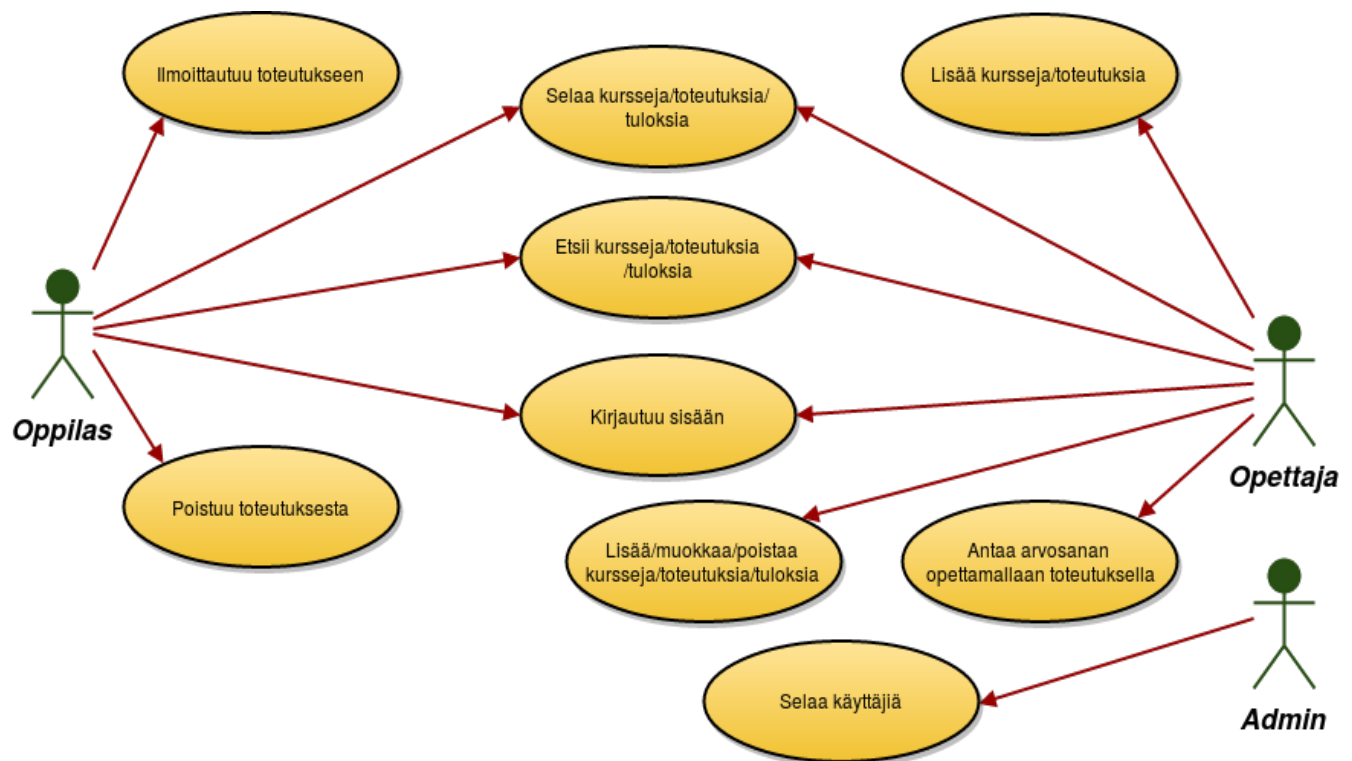 Ilmoittautuu toteutukseen
Selaa kursseja/toteutuksia/
tuloksia
Lisää kursseja/toteutuksia
Etsii kursseja/toteutuksia
/tuloksia
Kirjautuu sisään
Oppilas
Opettaja
Poistuu toteutuksesta
Lisää/muokkaa/poistaa
kursseja/toteutuksia/tuloksia
Antaa arvosanan
opettamallaan toteutuksella
Selaa käyttäjiä
Admin